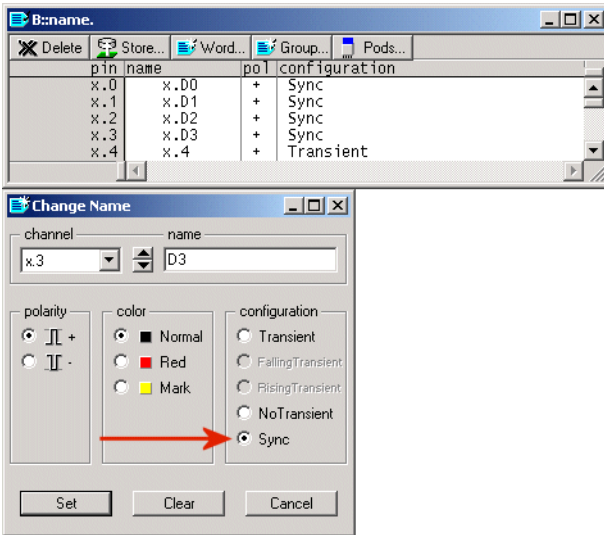 B::name.
Delete Store... Word... Group... Pods...
pin name pol configuration
x.0 x.D0 + Sync
x.1 x.D1 + Sync
x.2 x.D2 + Sync
x.3 x.D3 + Sync
x.4 x.4 + Transient
Change Name
channel name
x.3 D3
polarity color configuration
+ Normal Transient
- Red FallingTransient
Mark RisingTransient
NoTransient
Sync
Set Clear Cancel